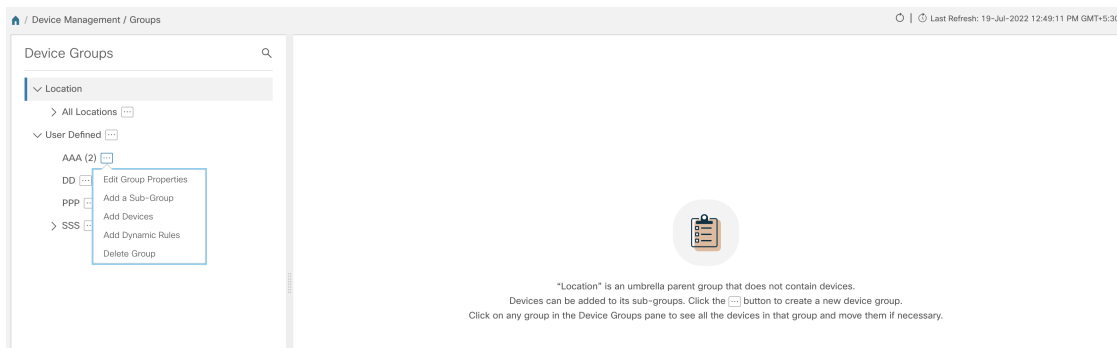 / Device Management / Groups
Last Refresh: 19-Jul-2022 12:49:11 PM GMT+5:30
Device Groups
Location
All Locations
User Defined
AAA (2)
DD
Edit Group Properties
PPP
Add a Sub-Group
Add Devices
SSS
Add Dynamic Rules
Delete Group
"Location" is an umbrella parent group that does not contain devices.
Devices can be added to its sub-groups. Click the ... button to create a new device group.
Click on any group in the Device Groups pane to see all the devices in that group and move them if necessary.